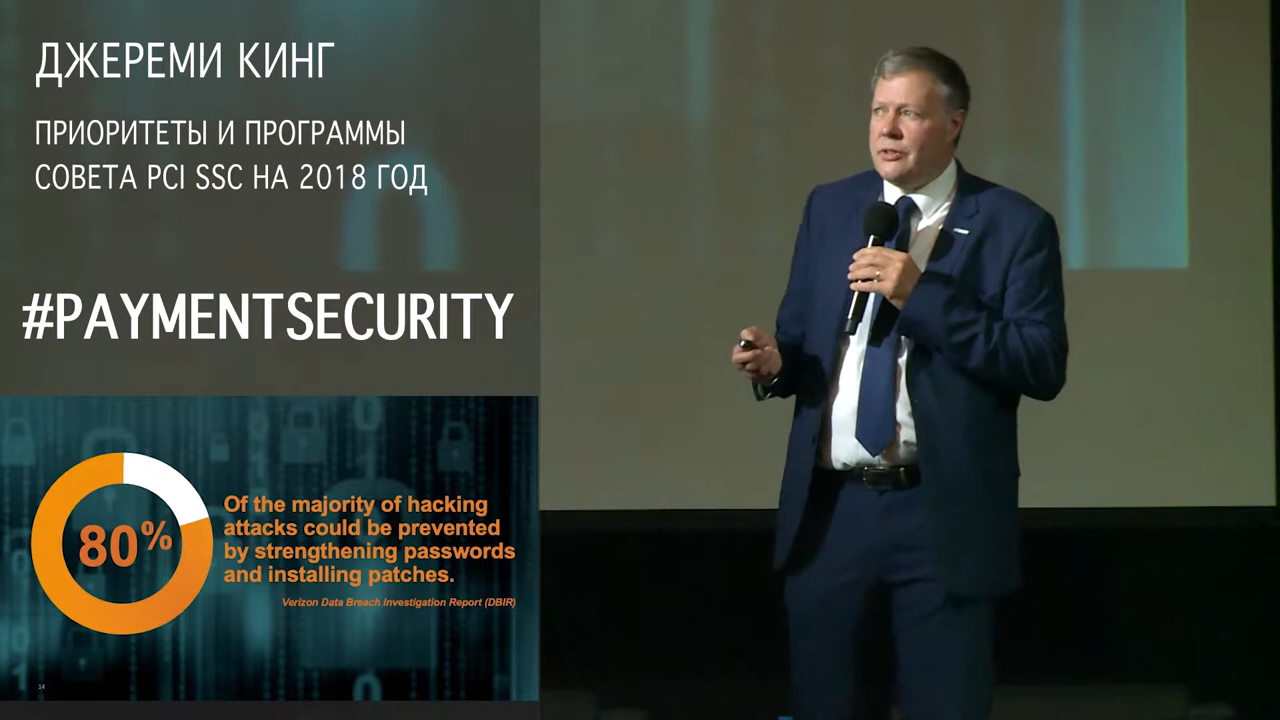 ДЖЕРЕМИ КИНГ
ПРИОРИТЕТЫ И ПРОГРАММЫ
СОВЕТА PCI SSC НА 2018 ГОД
#PAYMENTSECURITY
80%
Of the majority of hacking
attacks could be prevented
by strengthening passwords
and installing patches.
Verizon Data Breach Investigation Report (DBIR)
14